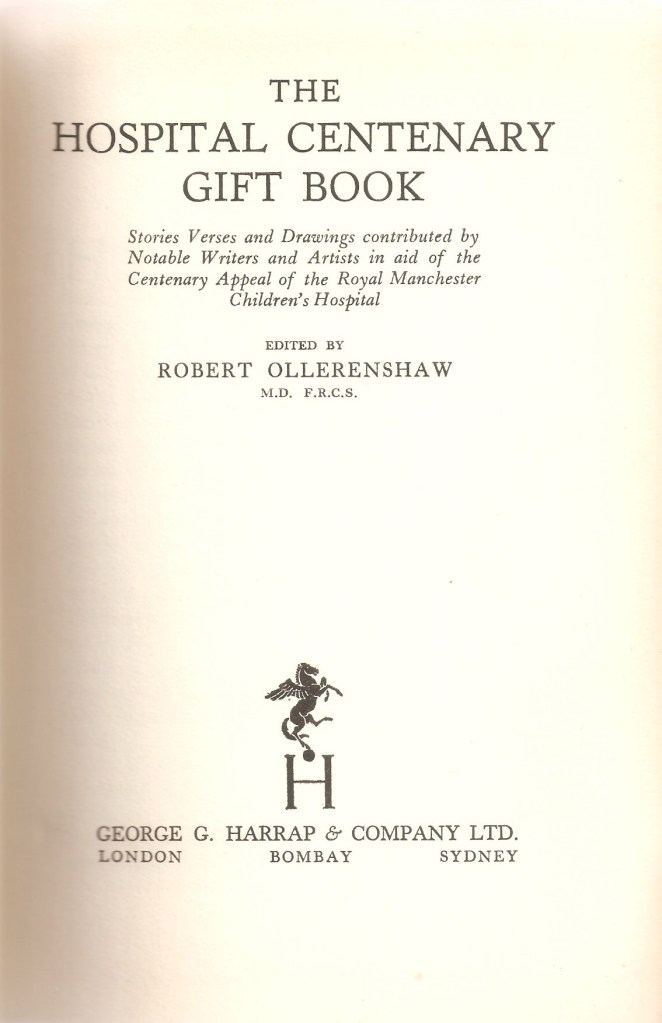 THE
HOSPITAL CENTENARY
GIFT BOOK
Stories Verses and Drawings contributed by
Notable Writers and Artists in aid of the
Centenary Appeal of the Royal Manchester
Children's Hospital
EDITED BY
ROBERT OLLERENSHAW
M.D. F.R.C.S.
H
GEORGE G. HARRAP & COMPANY LTD.
LONDON BOMBAY SYDNEY